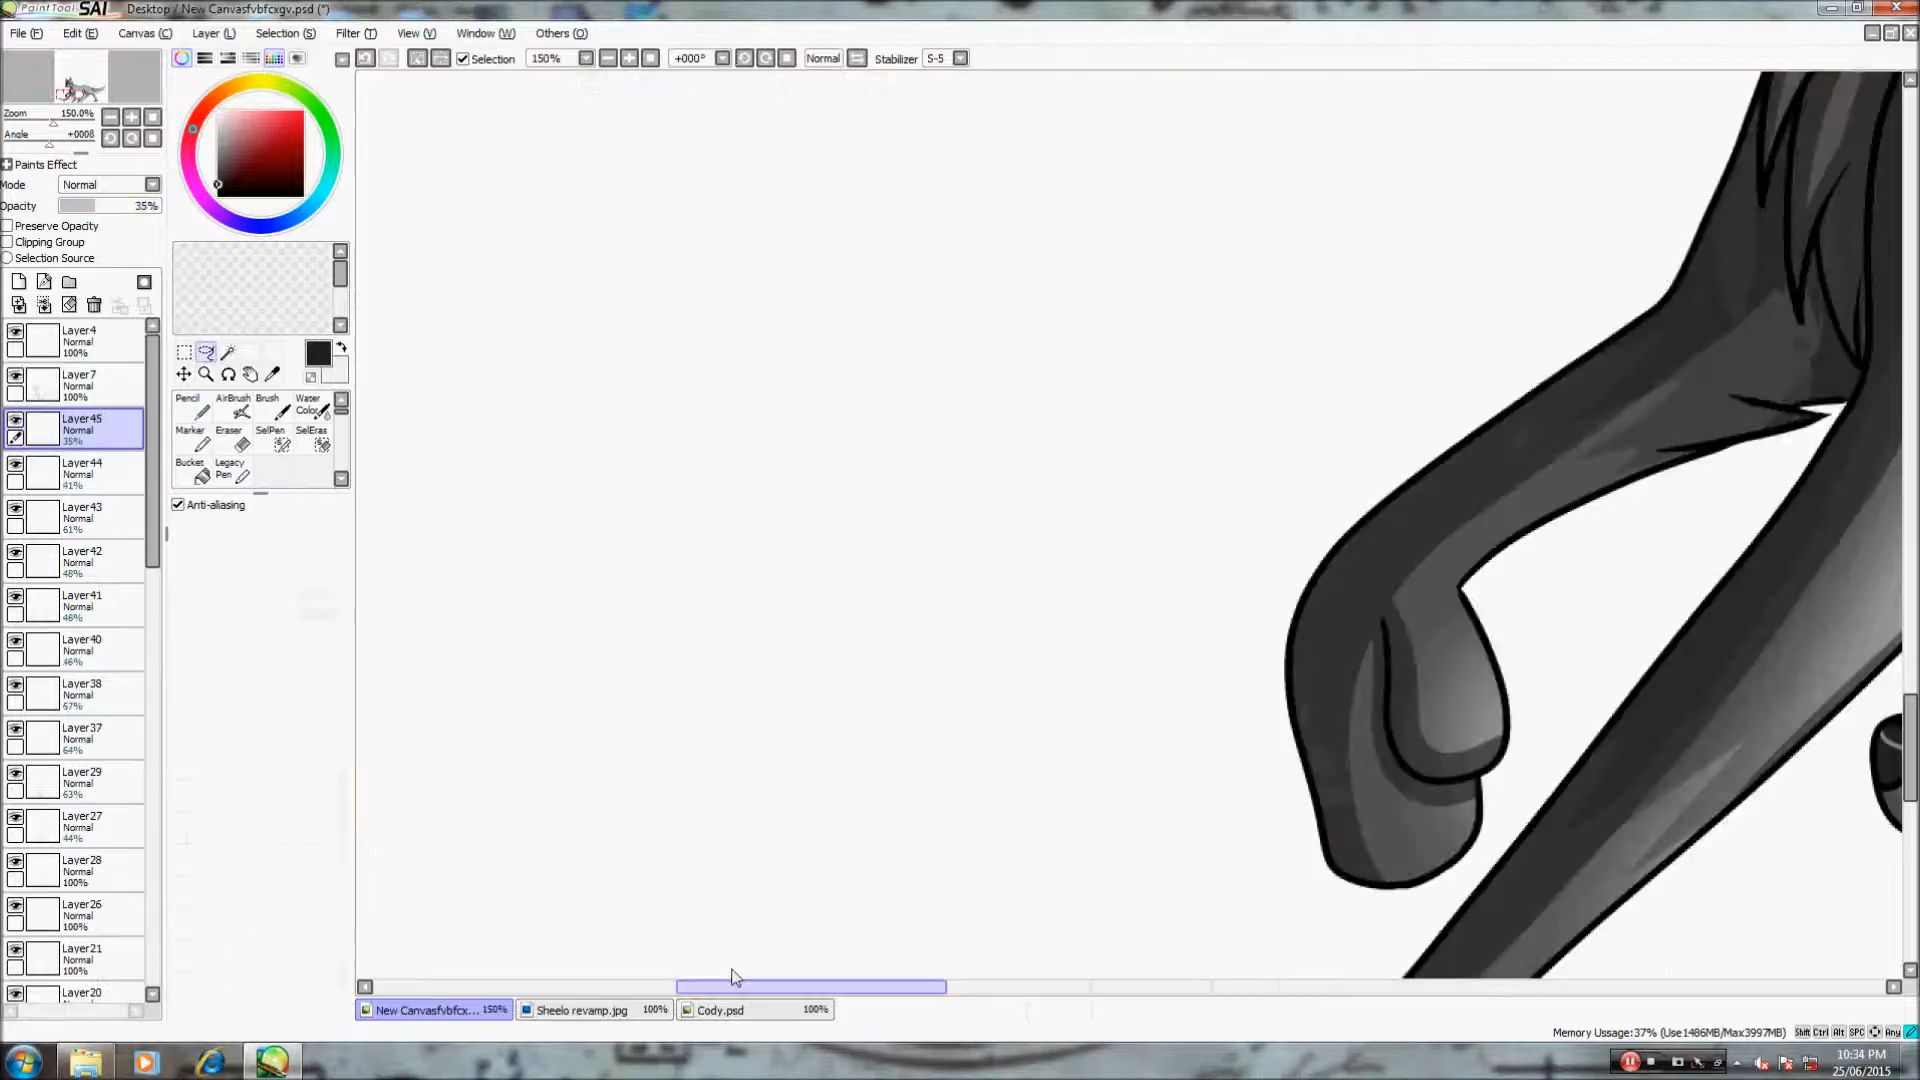 PaintTool SAI Desktop / New Canvasfvbfcxgv.psd (*)
File (F) Edit (E) Canvas (C) Layer (L) Selection (S) Filter (T) View (V) Window (W) Others (O)
Selection 150% +000° Normal Stabilizer S-5
Zoom 150.0%
Angle +000ß
Paints Effect
Mode Normal
Opacity 35%
Preserve Opacity
Clipping Group
Selection Source
Layer4
Normal
100%
Layer7
Normal
100%
Layer45
Normal
35%
Layer44
Normal
41%
Layer43
Normal
61%
Layer42
Normal
48%
Layer41
Normal
48%
Layer40
Normal
46%
Layer38
Normal
67%
Layer37
Normal
64%
Layer29
Normal
63%
Layer27
Normal
44%
Layer28
Normal
100%
Layer26
Normal
100%
Layer21
Normal
100%
Layer20
Pencil AirBrush Brush Water Color
Marker Eraser SelPen SelEras
Bucket Legacy Pen
Anti-aliasing
New Canvasfvbfcx... 150% Sheelo revamp.jpg 100% Cody.psd 100%
Memory Ussage:37% (Use1486MB/Max3997MB) Shift Ctrl Alt SPC Any
10:34 PM
25/06/2015